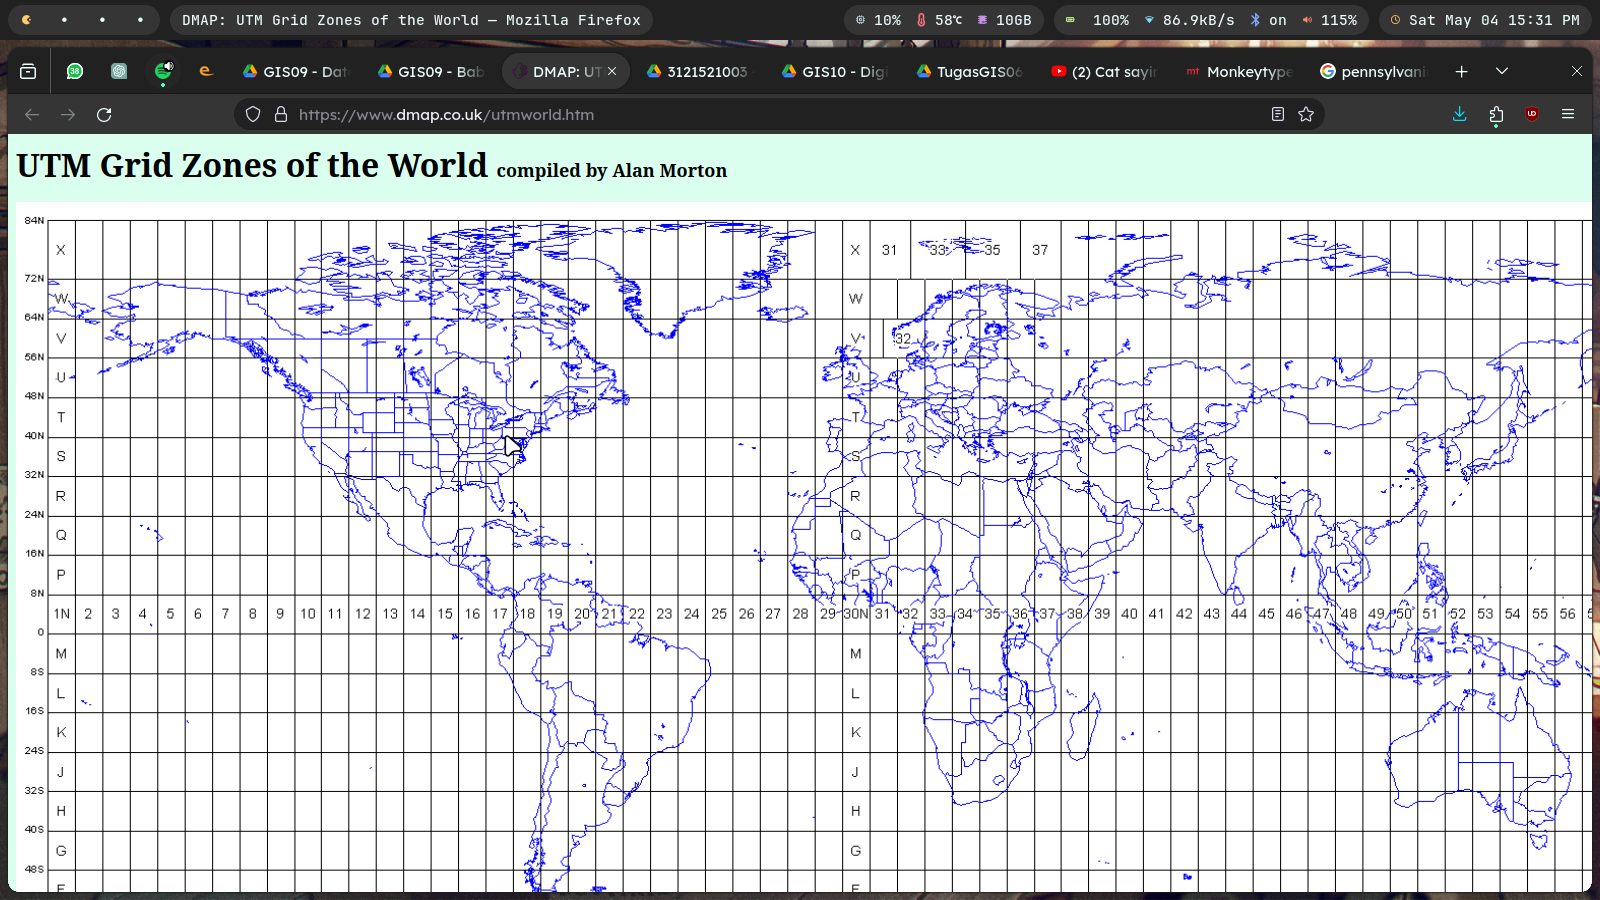 DMAP: UTM Grid Zones of the World — Mozilla Firefox
10% 58℃ 10GB
100% 86.9kB/s on 115%
Sat May 04 15:31 PM
38
GIS09 - Dat
GIS09 - Bab
DMAP: UT
3121521003
GIS10 - Digi
TugasGIS06
(2) Cat sayin
mt Monkeytype
pennsylvani
https://www.dmap.co.uk/utmworld.htm
UTM Grid Zones of the World compiled by Alan Morton
84N
X X 31 33 35 37
72N
W W
64N
V V 32
56N
U U
48N
T T
40N
S S
32N
R R
24N
Q Q
16N
P P
8N
1N 2 3 4 5 6 7 8 9 10 11 12 13 14 15 16 17 18 19 20 21 22 23 24 25 26 27 28 29 30N 31 32 33 34 35 36 37 38 39 40 41 42 43 44 45 46 47 48 49 50 51 52 53 54 55 56 5
0
M M
8S
L L
16S
K K
24S
J J
32S
H H
40S
G G
48S
F F